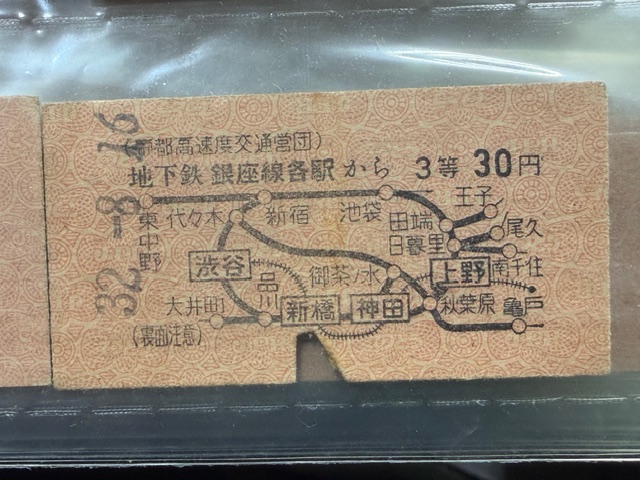 32-8.16
(帝都高速度交通営団)
地下鉄 銀座線各駅から 3等 30円
王子
東中野
代々木
新宿
池袋
田端
尾久
日暮里
渋谷
品川
御茶ノ水
上野
南千住
大井町
新橋
神田
秋葉原
亀戸
(裏面注意)